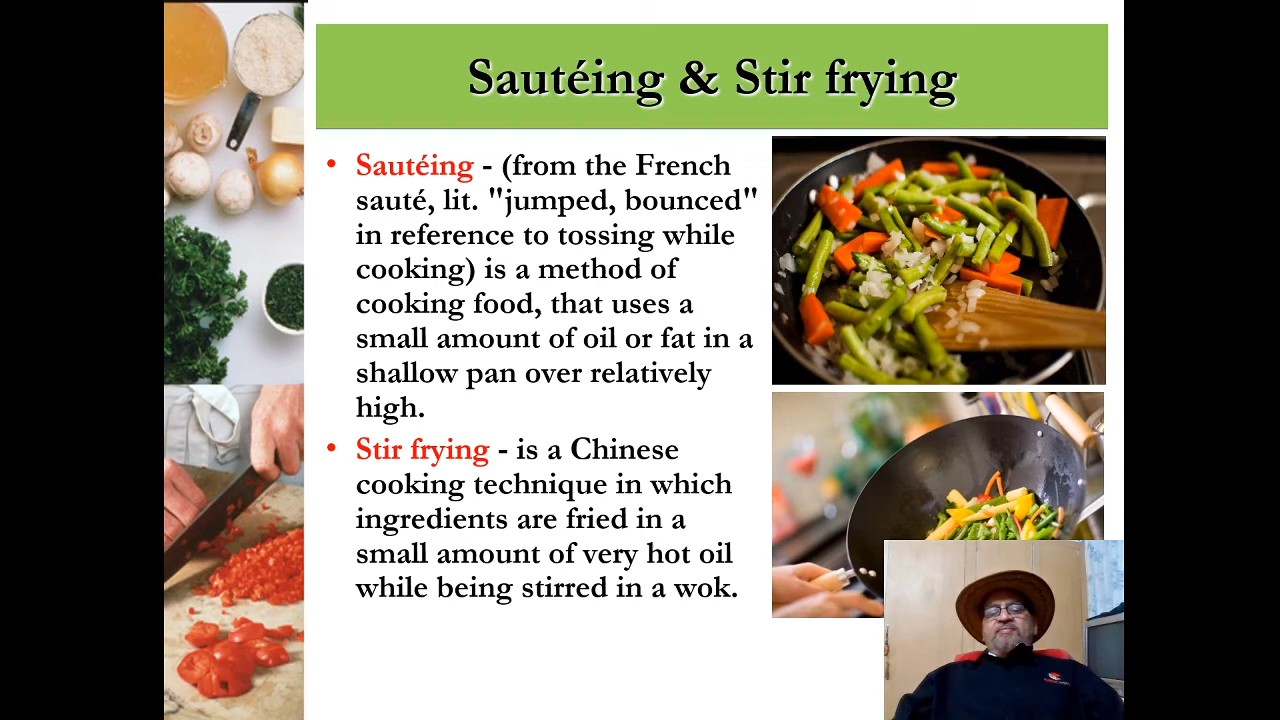 Sautéing & Stir frying
• Sautéing - (from the French
sauté, lit. "jumped, bounced"
in reference to tossing while
cooking) is a method of
cooking food, that uses a
small amount of oil or fat in a
shallow pan over relatively
high.
• Stir frying - is a Chinese
cooking technique in which
ingredients are fried in a
small amount of very hot oil
while being stirred in a wok.